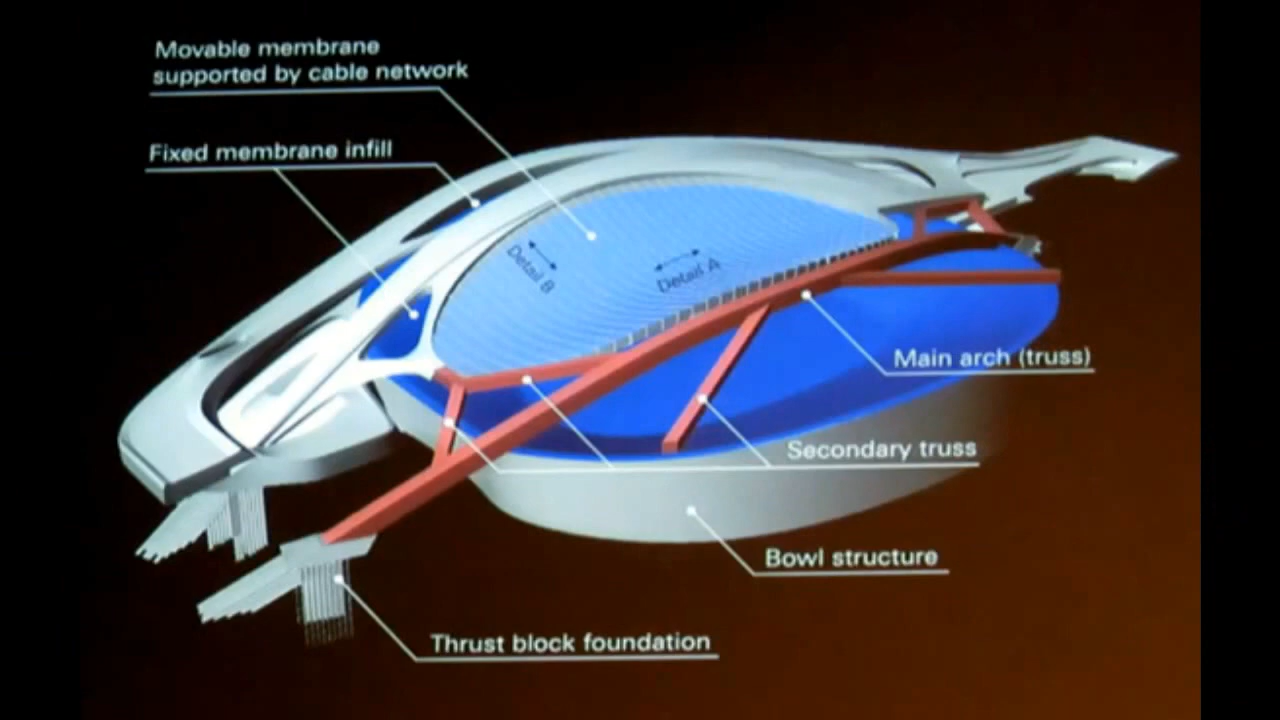 Movable membrane
supported by cable network
Fixed membrane infill
Detail B
Detail A
Main arch (truss)
Secondary truss
Bowl structure
Thrust block foundation